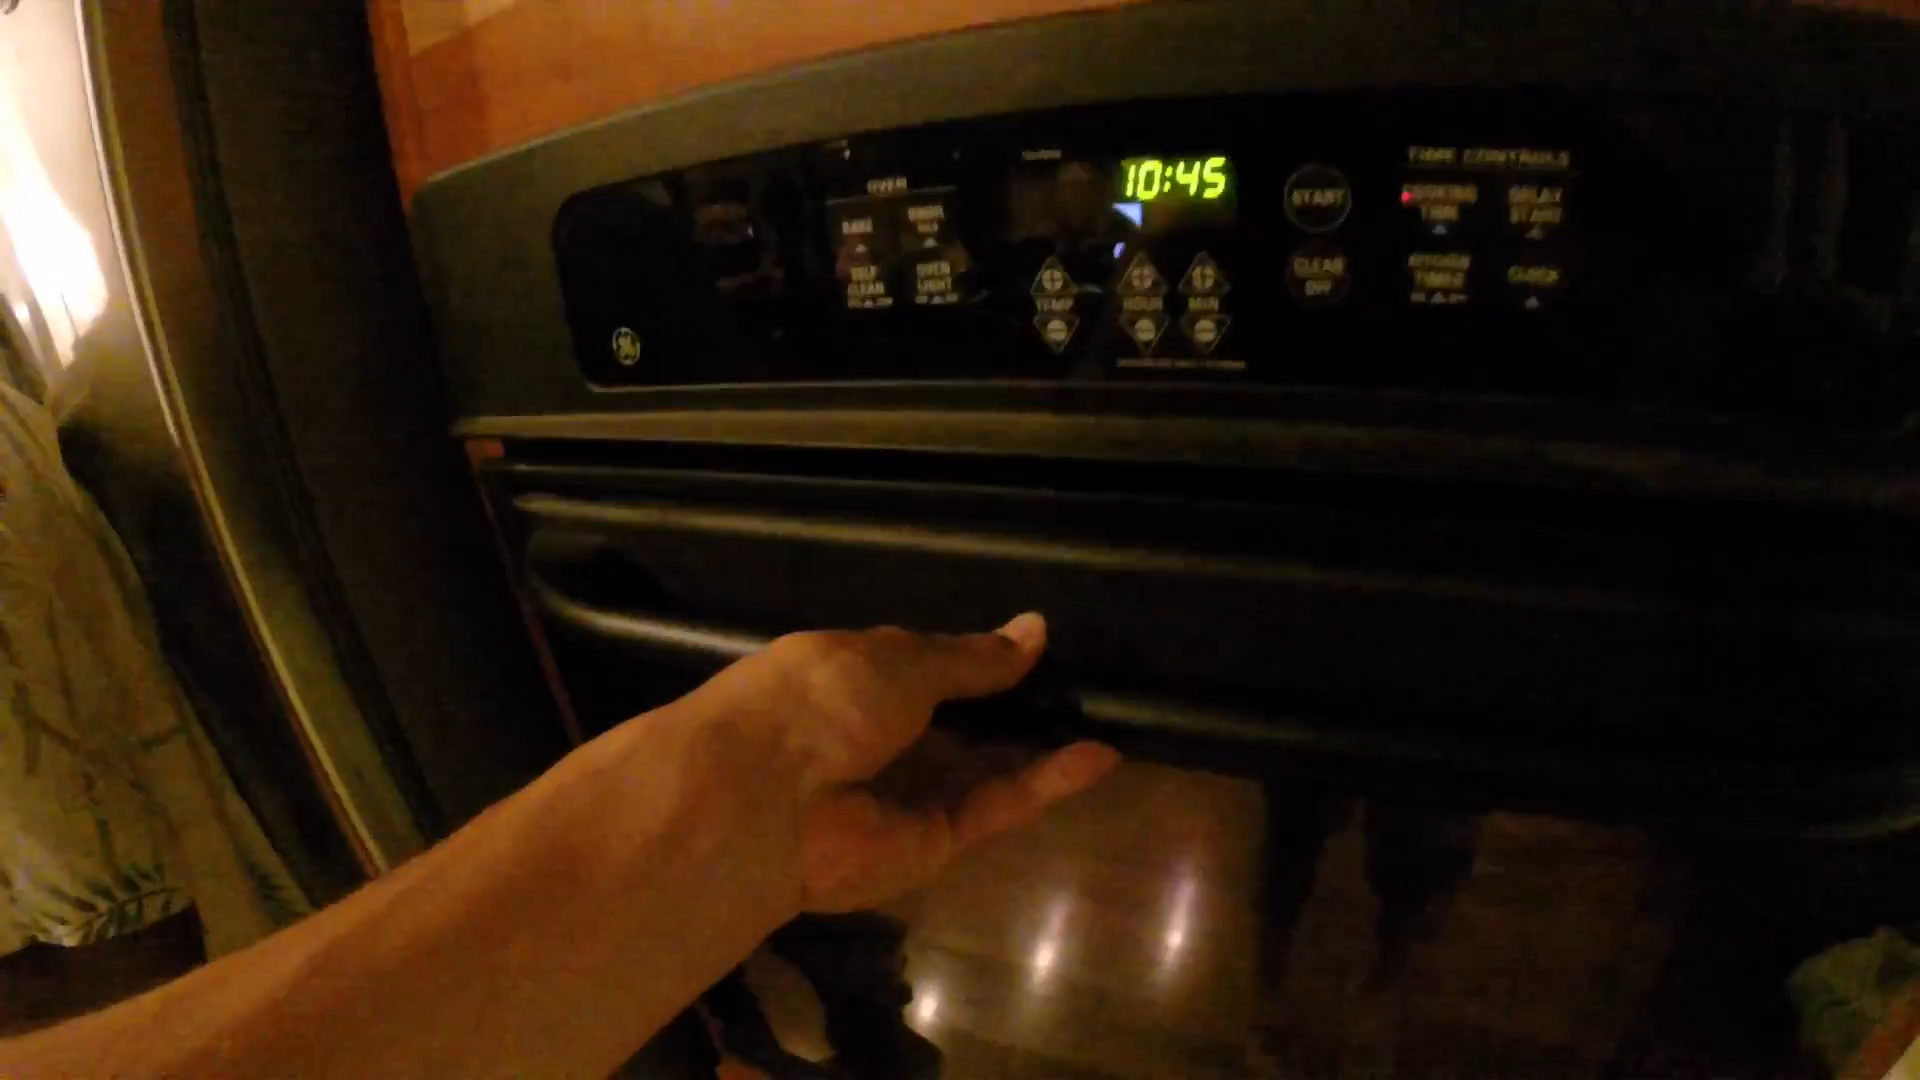 10:45
OVEN
BAKE
BROIL
SELF
CLEAN
OVEN
LIGHT
TEMP
HOUR
MIN
START
CLEAR
OFF
TIME CONTROLS
COOKING
TIME
DELAY
START
KITCHEN
TIMER
CLOCK